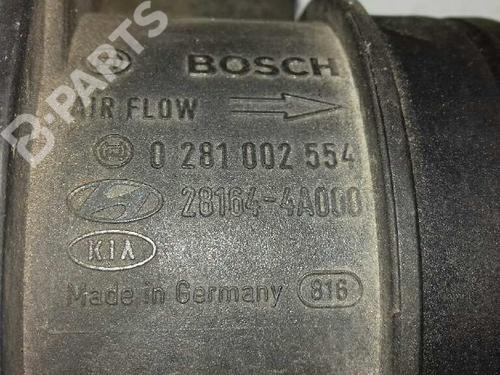 B-PARTS
BOSCH
AIR FLOW
0 281 002 554
28164-4A000
KIA
Made in Germany 816